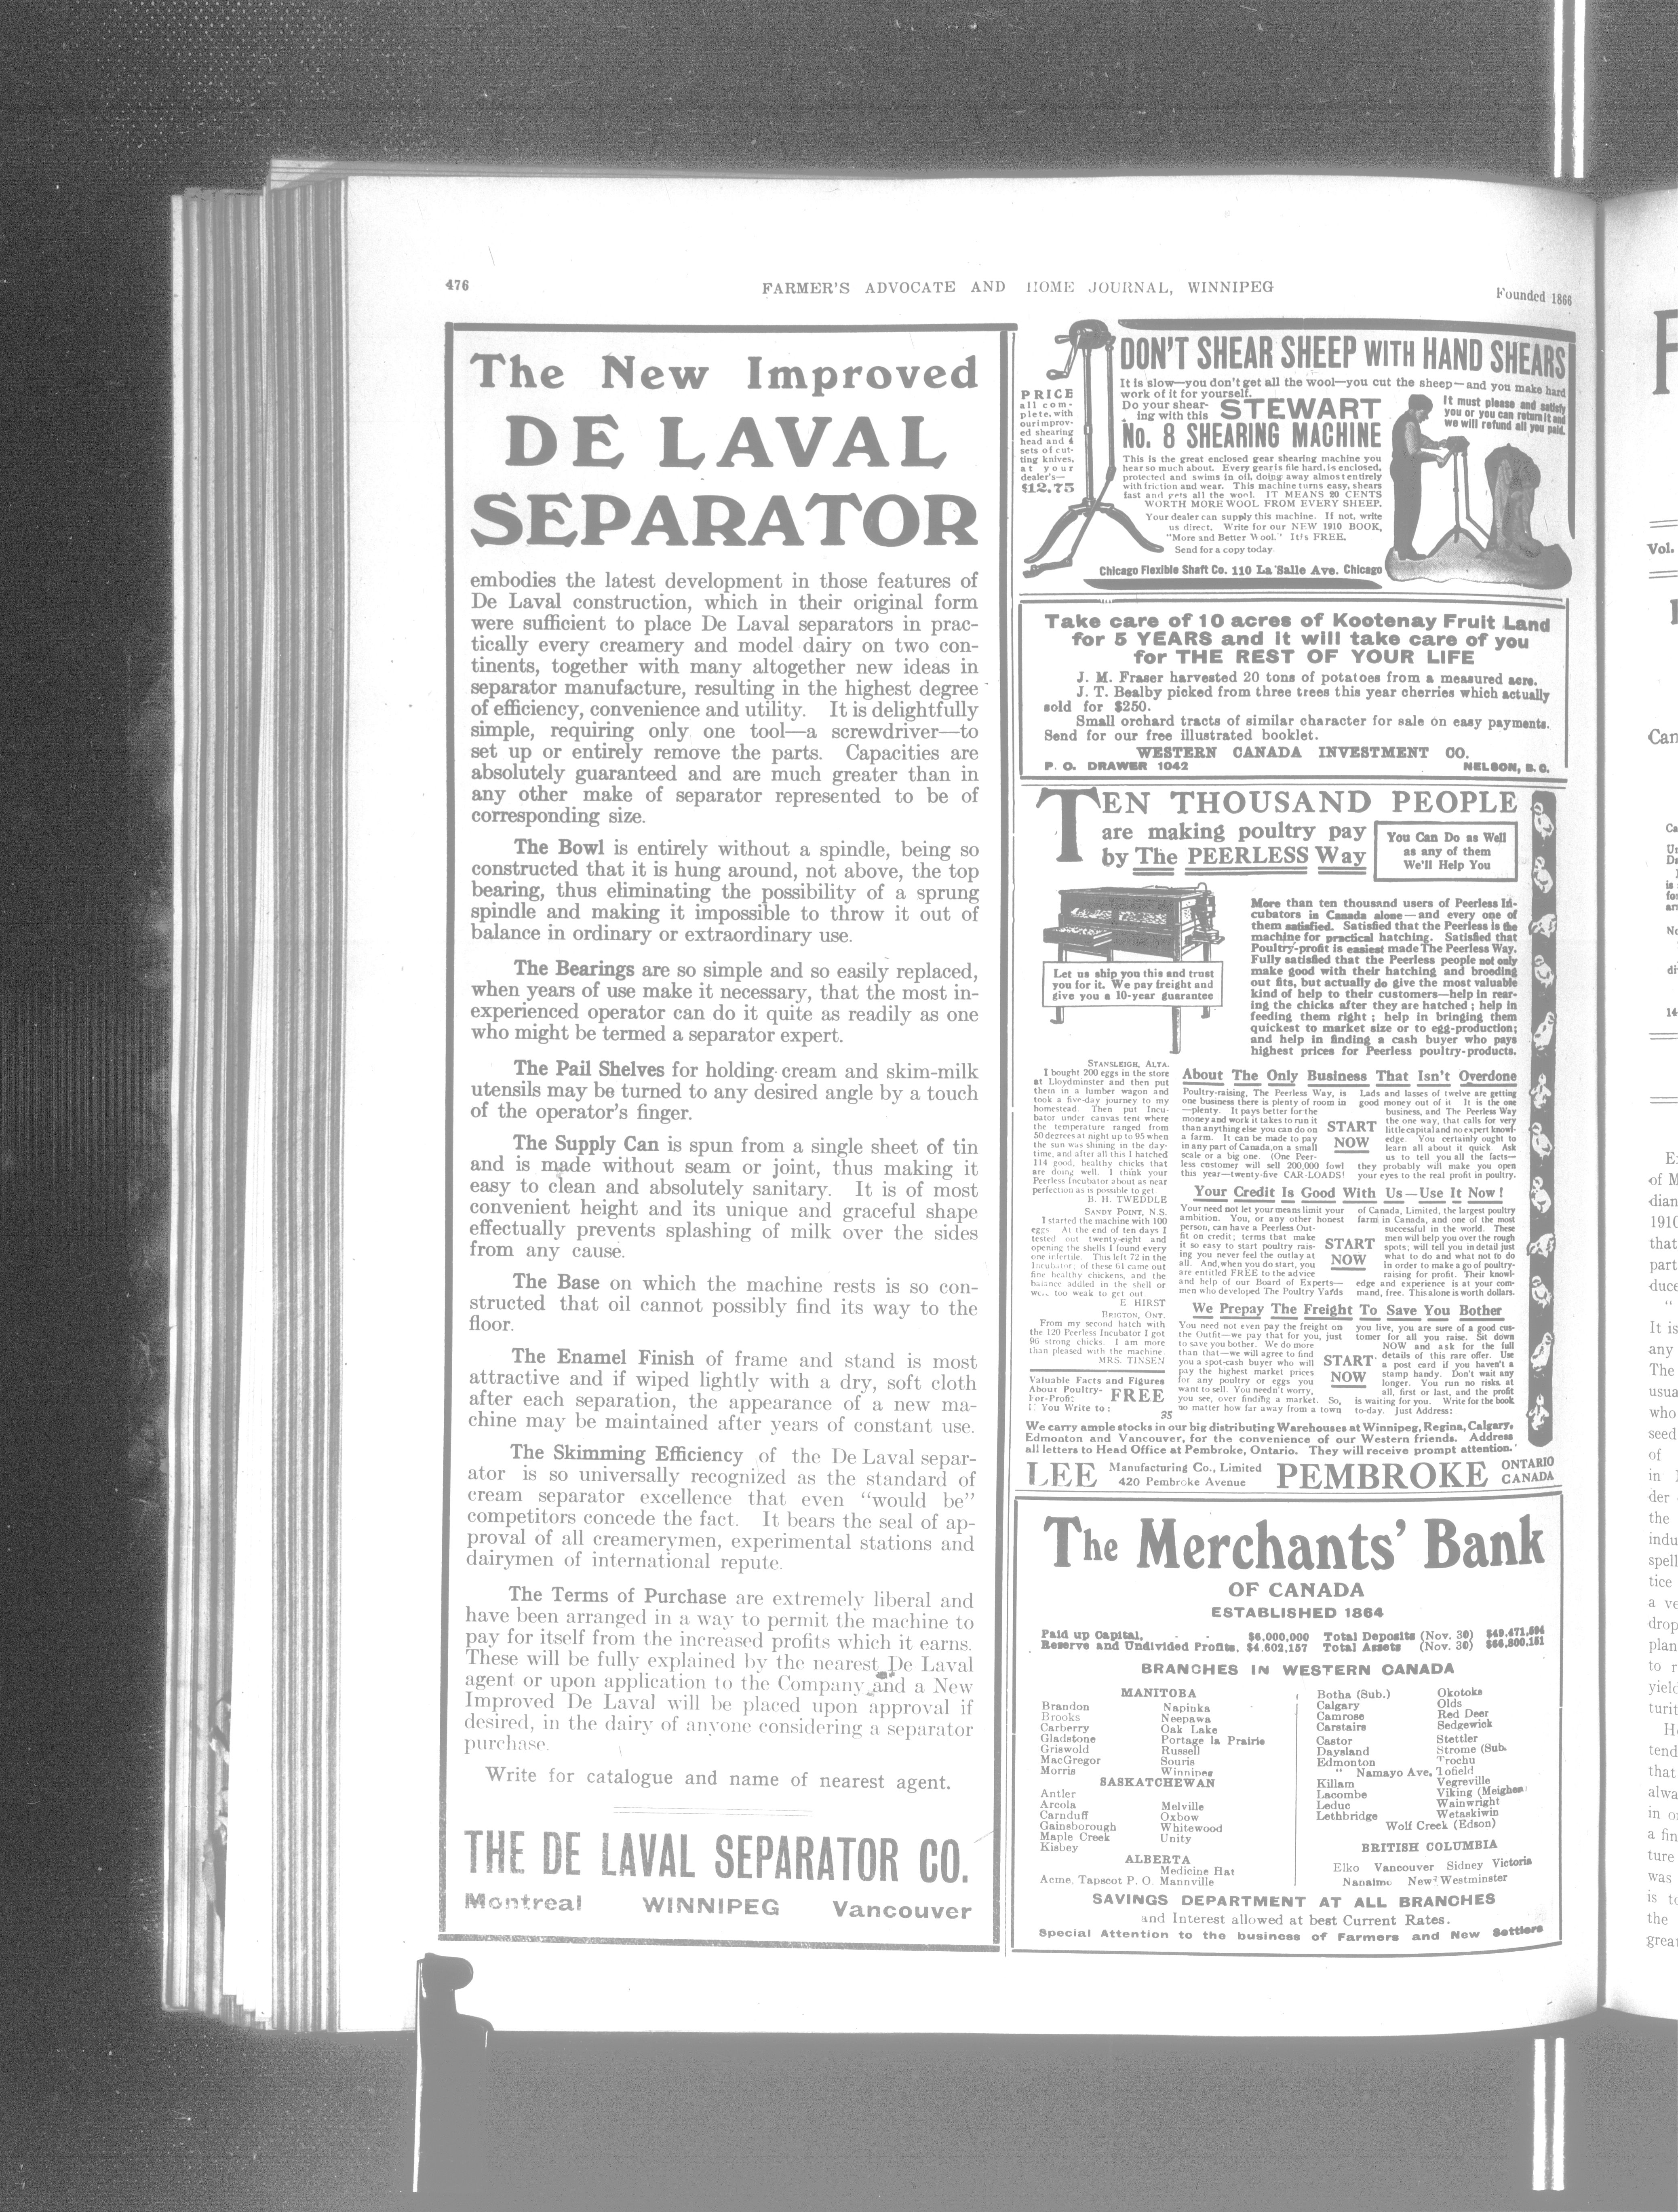 476
FARMER'S ADVOCATE AND HOME JOURNAL, WINNIPEG
Founded 1866
The New Improved
DE LAVAL
SEPARATOR
embodies the latest development in those features of
De Laval construction, which in their original form
were sufficient to place De Laval separators in prac-
tically every creamery and model dairy on two con-
tinents, together with many altogether new ideas in
separator manufacture, resulting in the highest degree
of efficiency, convenience and utility. It is delightfully
simple, requiring only one tool—a screwdriver—to
set up or entirely remove the parts. Capacities are
absolutely guaranteed and are much greater than in
any other make of separator represented to be of
corresponding size.
The Bowl is entirely without a spindle, being so
constructed that it is hung around, not above, the top
bearing, thus eliminating the possibility of a sprung
spindle and making it impossible to throw it out of
balance in ordinary or extraordinary use.
The Bearings are so simple and so easily replaced,
when years of use make it necessary, that the most in-
experienced operator can do it quite as readily as one
who might be termed a separator expert.
The Pail Shelves for holding cream and skim-milk
utensils may be turned to any desired angle by a touch
of the operator's finger.
The Supply Can is spun from a single sheet of tin
and is made without seam or joint, thus making it
easy to clean and absolutely sanitary. It is of most
convenient height and its unique and graceful shape
effectually prevents splashing of milk over the sides
from any cause.
The Base on which the machine rests is so con-
structed that oil cannot possibly find its way to the
floor.
The Enamel Finish of frame and stand is most
attractive and if wiped lightly with a dry, soft cloth
after each separation, the appearance of a new ma-
chine may be maintained after years of constant use.
The Skimming Efficiency of the De Laval separ-
ator is so universally recognized as the standard of
cream separator excellence that even "would be"
competitors concede the fact. It bears the seal of ap-
proval of all creamerymen, experimental stations and
dairymen of international repute.
The Terms of Purchase are extremely liberal and
have been arranged in a way to permit the machine to
pay for itself from the increased profits which it earns.
These will be fully explained by the nearest De Laval
agent or upon application to the Company and a New
Improved De Laval will be placed upon approval if
desired, in the dairy of anyone considering a separator
purchase.
Write for catalogue and name of nearest agent.
THE DE LAVAL SEPARATOR CO.
Montreal WINNIPEG Vancouver
DON'T SHEAR SHEEP WITH HAND SHEARS
It is slow—you don't get all the wool—you cut the sheep—and you make hard
work of it for yourself.
Do your shear-
ing with this
STEWART
No. 8 SHEARING MACHINE
It must please and satisfy
you or you can return it and
we will refund all you paid.
PRICE
all com-
plete, with
our improv-
ed shearing
head and 4
sets of cut-
ting knives,
at your
dealer's—
$12.75
This is the great enclosed gear shearing machine you
hear so much about. Every gear is file hard, is enclosed,
protected and swims in oil, doing away almost entirely
with friction and wear. This machine turns easy, shears
fast and gets all the wool. IT MEANS 20 CENTS
WORTH MORE WOOL FROM EVERY SHEEP.
Your dealer can supply this machine. If not, write
us direct. Write for our NEW 1910 BOOK,
"More and Better Wool." It's FREE.
Send for a copy today
Chicago Flexible Shaft Co. 110 La Salle Ave. Chicago
Take care of 10 acres of Kootenay Fruit Land
for 5 YEARS and it will take care of you
for THE REST OF YOUR LIFE
J. M. Fraser harvested 20 tons of potatoes from a measured acre.
J. T. Bealby picked from three trees this year cherries which actually
sold for $250.
Small orchard tracts of similar character for sale on easy payments.
Send for our free illustrated booklet.
WESTERN CANADA INVESTMENT CO.
P. O. DRAWER 1042 NELSON, B. C.
TEN THOUSAND PEOPLE
are making poultry pay
by The PEERLESS Way
You Can Do as Well
as any of them
We'll Help You
Let us ship you this and trust
you for it. We pay freight and
give you a 10-year guarantee
More than ten thousand users of Peerless In-
cubators in Canada alone—and every one of
them satisfied. Satisfied that the Peerless is the
machine for practical hatching. Satisfied that
Poultry-profit is easiest made The Peerless Way.
Fully satisfied that the Peerless people not only
make good with their hatching and brooding
out fits, but actually do give the most valuable
kind of help to their customers—help in rear-
ing the chicks after they are hatched; help in
feeding them right; help in bringing them
quickest to market size or to egg-production;
and help in finding a cash buyer who pays
highest prices for Peerless poultry-products.
STANSLEIGH, ALTA.
I bought 200 eggs in the store
at Lloydminster and then put
them in a lumber wagon and
took a five-day journey to my
homestead. Then put Incu-
bator under canvas tent where
the temperature ranged from
50 degrees at night up to 95 when
the sun was shining in the day-
time, and after all this I hatched
114 good, healthy chicks that
are doing well. I think your
Peerless Incubator about as near
perfection as is possible to get.
B. H. TWEDDLE
SANDY POINT, N.S.
I started the machine with 100
eggs. At the end of ten days I
tested out twenty-eight and
opening the shells I found every
one infertile. This left 72 in the
Incubator; of these 61 came out
fine healthy chickens, and the
balance addled in the shell or
were too weak to get out.
E. HIRST
BRIGTON, ONT.
From my second hatch with
the 120 Peerless Incubator I got
96 strong chicks. I am more
than pleased with the machine.
MRS. TINSEN
Valuable Facts and Figures
About Poultry-
For-Profit FREE
If You Write to:
About The Only Business That Isn't Overdone
Poultry-raising, The Peerless Way, is
one business there is plenty of room in
—plenty. It pays better for the
money and work it takes to run it
than anything else you can do on
a farm. It can be made to pay
in any part of Canada, on a small
scale or a big one. (One Peer-
less customer will sell 200,000 fowl
this year—twenty-five CAR-LOADS!
START
NOW
Lads and lasses of twelve are getting
good money out of it It is the one
business, and The Peerless Way
the one way, that calls for very
little capital and no expert knowl-
edge. You certainly ought to
learn all about it quick Ask
us to tell you all the facts—
they probably will make you open
your eyes to the real profit in poultry.
Your Credit Is Good With Us—Use It Now!
Your need not let your means limit your
ambition. You, or any other honest
person, can have a Peerless Out-
fit on credit; terms that make
it so easy to start poultry rais-
ing you never feel the outlay at
all. And, when you do start, you
are entitled FREE to the advice
and help of our Board of Experts—
men who developed The Poultry Yards
START
NOW
of Canada, Limited, the largest poultry
farm in Canada, and one of the most
successful in the world. These
men will help you over the rough
spots; will tell you in detail just
what to do and what not to do
in order to make a go of poultry-
raising for profit. Their knowl-
edge and experience is at your com-
mand, free. This alone is worth dollars.
We Prepay The Freight To Save You Bother
You need not even pay the freight on
the Outfit—we pay that for you, just
to save you bother. We do more
than that—we will agree to find
you a spot-cash buyer who will
pay the highest market prices
for any poultry or eggs you
want to sell. You needn't worry,
you see, over finding a market. So,
no matter how far away from a town
START
NOW
you live, you are sure of a good cus-
tomer for all you raise. Sit down
NOW and ask for the full
details of this rare offer. Use
a post card if you haven't a
stamp handy. Don't wait any
longer. You run no risks at
all, first or last, and the profit
is waiting for you. Write for the book
to-day. Just Address:
35
We carry ample stocks in our big distributing Warehouses at Winnipeg, Regina, Calgary,
Edmonton and Vancouver, for the convenience of our Western friends. Address
all letters to Head Office at Pembroke, Ontario. They will receive prompt attention.
LEE Manufacturing Co., Limited
420 Pembroke Avenue
PEMBROKE ONTARIO
CANADA
The Merchants' Bank
OF CANADA
ESTABLISHED 1864
Paid up Capital, $6,000,000 Total Deposits (Nov. 30) $49,471,594
Reserve and Undivided Profits, $4,602,157 Total Assets (Nov. 30) $66,800,151
BRANCHES IN WESTERN CANADA
MANITOBA
Brandon Napinka
Brooks Neepawa
Carberry Oak Lake
Gladstone Portage la Prairie
Griswold Russell
MacGregor Souris
Morris Winnipeg
SASKATCHEWAN
Antler
Arcola Melville
Carnduff Oxbow
Gainsborough Whitewood
Maple Creek Unity
Kisbey
ALBERTA
Medicine Hat
Acme, Tapscot P. O. Mannville
Botha (Sub.) Okotoks
Calgary Olds
Camrose Red Deer
Carstairs Sedgewick
Castor Stettler
Daysland Strome (Sub.
Edmonton Trochu
" Namayo Ave. Tofield
Killam Vegreville
Lacombe Viking (Meighen)
Leduc Wainwright
Lethbridge Wetaskiwin
Wolf Creek (Edson)
BRITISH COLUMBIA
Elko Vancouver Sidney Victoria
Nanaimo New Westminster
SAVINGS DEPARTMENT AT ALL BRANCHES
and Interest allowed at best Current Rates.
Special Attention to the business of Farmers and New Settlers
Vol.